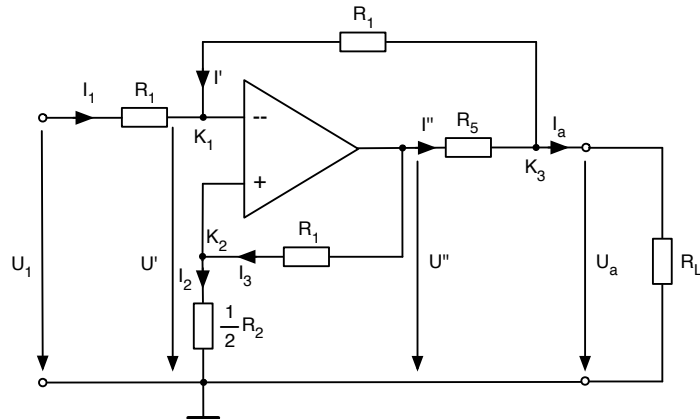 R1
I1
R1
I'
K1
--
I"
R5
Ia
K3
+
K2
R1
I3
I2
U1
U'
U"
Ua
RL
1/2 R2